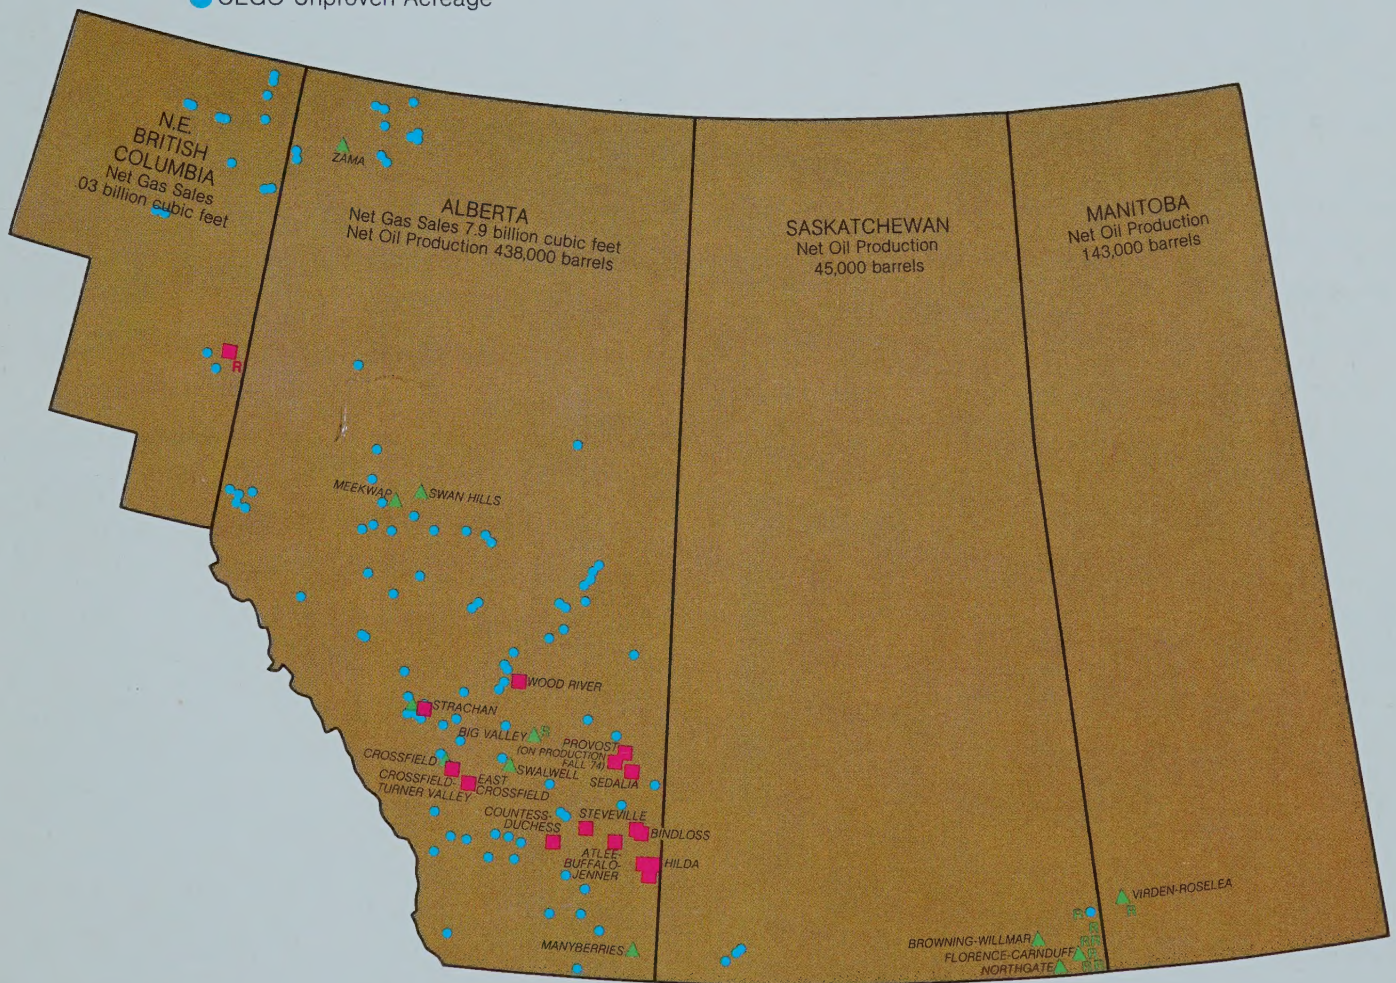 CEGO Unproven Acreage
N.E.
BRITISH
COLUMBIA
Net Gas Sales
.03 billion cubic feet
ALBERTA
Net Gas Sales 7.9 billion cubic feet
Net Oil Production 438,000 barrels
SASKATCHEWAN
Net Oil Production
45,000 barrels
MANITOBA
Net Oil Production
143,000 barrels
ZAMA
R
MEEKWAP
SWAN HILLS
WOOD RIVER
STRACHAN
BIG VALLEY
PROVOST
(ON PRODUCTION
FALL 74)
SEDALIA
CROSSFIELD
SWALWELL
CROSSFIELD-
TURNER VALLEY
EAST
CROSSFIELD
COUNTESS-
DUCHESS
STEVEVILLE
BINDLOSS
ATLEE-
BUFFALO-
JENNER
HILDA
MANYBERRIES
VIRDEN-ROSELEA
R
BROWNING-WILLMAR
FLORENCE-CARNDUFF
NORTHGATE